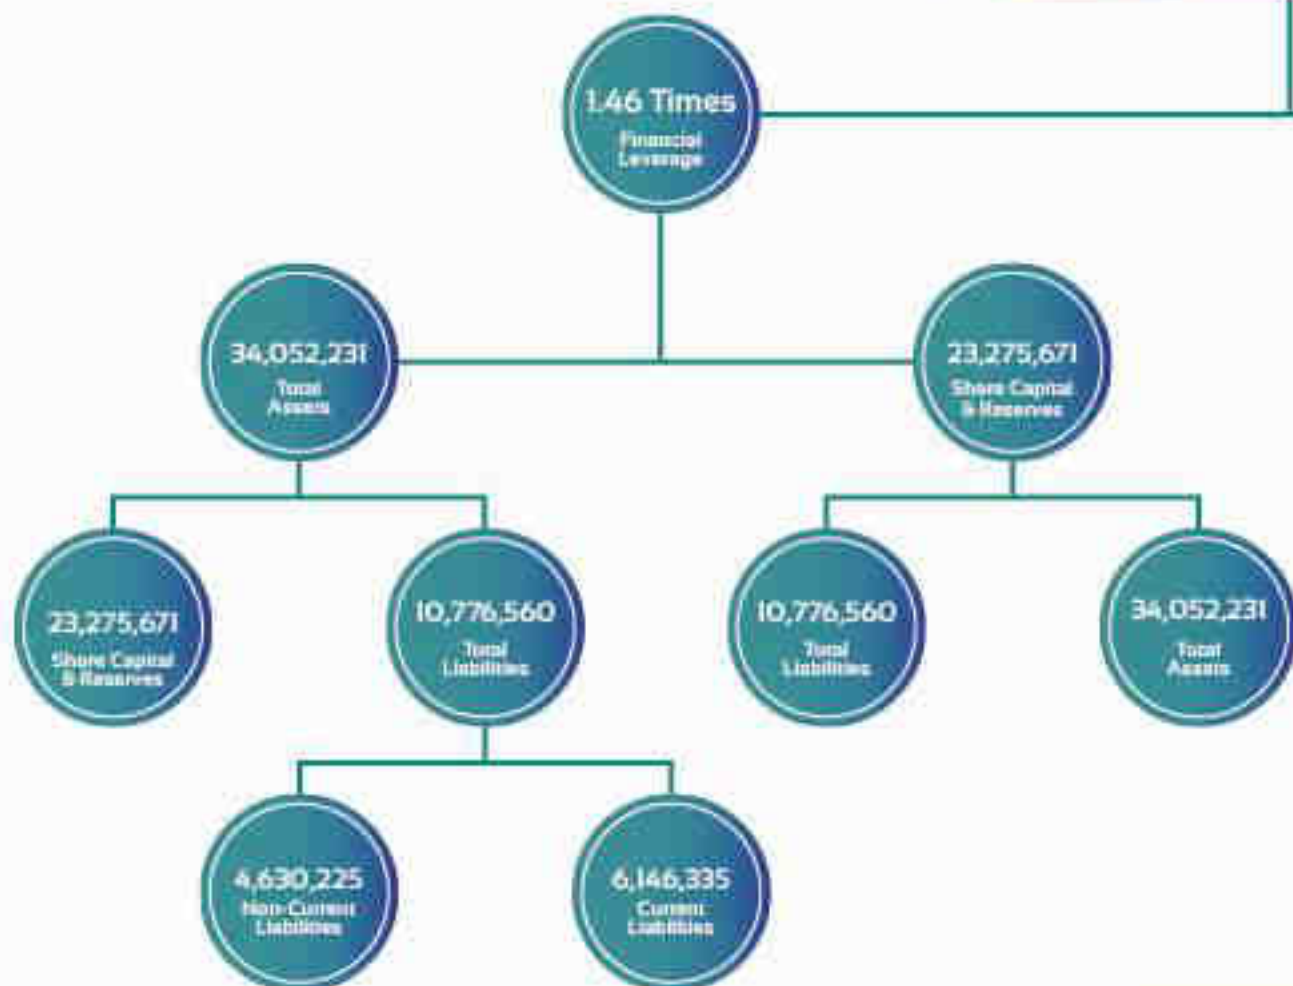 1.46 Times
Financial
Leverage
34,052,231
Total
Assets
23,275,671
Share Capital
& Reserves
23,275,671
Share Capital
& Reserves
10,776,560
Total
Liabilities
10,776,560
Total
Liabilities
34,052,231
Total
Assets
4,630,225
Non-Current
Liabilities
6,146,335
Current
Liabilities